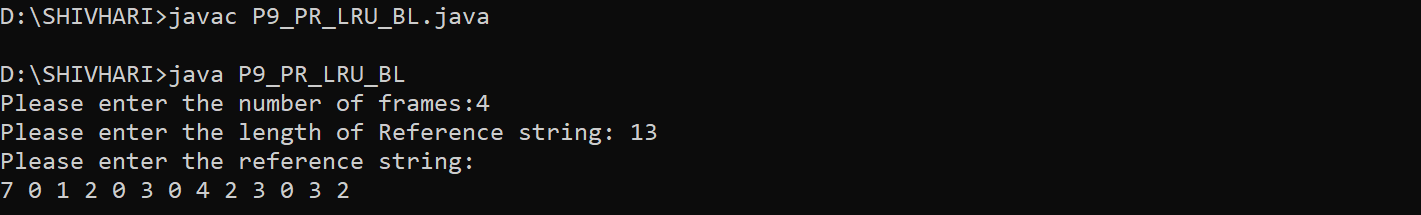 D:\SHIVHARI>javac P9_PR_LRU_BL.java
D:\SHIVHARI>java P9_PR_LRU_BL
Please enter the number of frames:4
Please enter the length of Reference string: 13
Please enter the reference string:
7 0 1 2 0 3 0 4 2 3 0 3 2